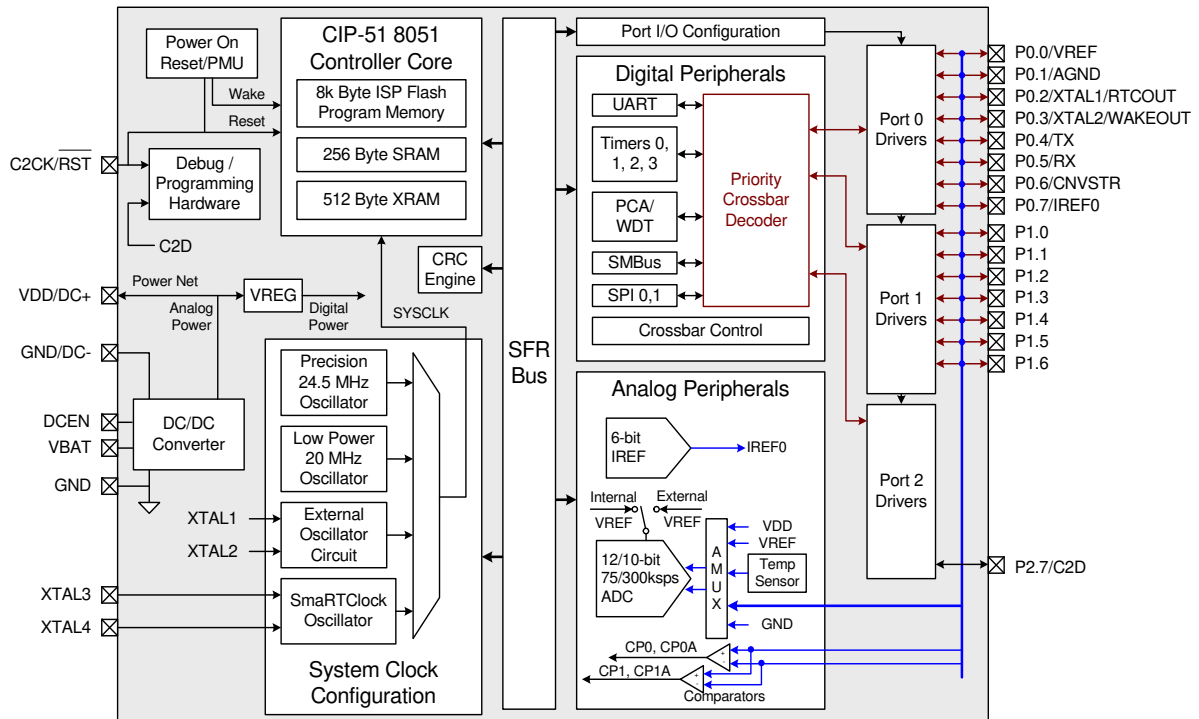 Power On
Reset/PMU
Wake
Reset
C2CK/RST
Debug /
Programming
Hardware
C2D
VDD/DC+
Power Net
Analog
Power
VREG
Digital
Power
GND/DC-
DCEN
VBAT
GND
DC/DC
Converter
XTAL1
XTAL2
XTAL3
XTAL4
CIP-51 8051
Controller Core
8k Byte ISP Flash
Program Memory
256 Byte SRAM
512 Byte XRAM
CRC
Engine
SYSCLK
Precision
24.5 MHz
Oscillator
Low Power
20 MHz
Oscillator
External
Oscillator
Circuit
SmaRTClock
Oscillator
System Clock
Configuration
SFR
Bus
Port I/O Configuration
Digital Peripherals
UART
Timers 0,
1, 2, 3
PCA/
WDT
SMBus
SPI 0,1
Priority
Crossbar
Decoder
Crossbar Control
Analog Peripherals
6-bit
IREF
IREF0
Internal
VREF
External
VREF
12/10-bit
75/300ksps
ADC
A
M
U
X
VDD
VREF
Temp
Sensor
GND
CP0, CP0A
+
-
CP1, CP1A
+
-
Comparators
Port 0
Drivers
Port 1
Drivers
Port 2
Drivers
P0.0/VREF
P0.1/AGND
P0.2/XTAL1/RTCOUT
P0.3/XTAL2/WAKEOUT
P0.4/TX
P0.5/RX
P0.6/CNVSTR
P0.7/IREF0
P1.0
P1.1
P1.2
P1.3
P1.4
P1.5
P1.6
P2.7/C2D